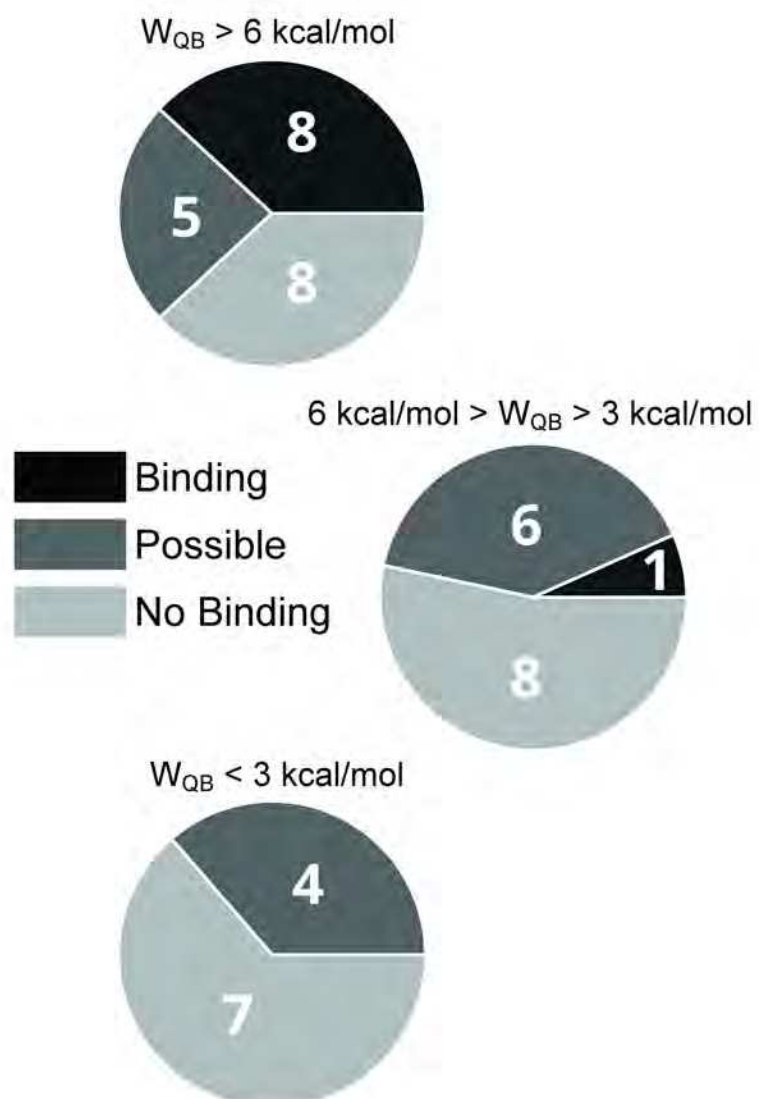 W_QB > 6 kcal/mol
8
5
8
6 kcal/mol > W_QB > 3 kcal/mol
6
1
8
Binding
Possible
No Binding
W_QB < 3 kcal/mol
4
7